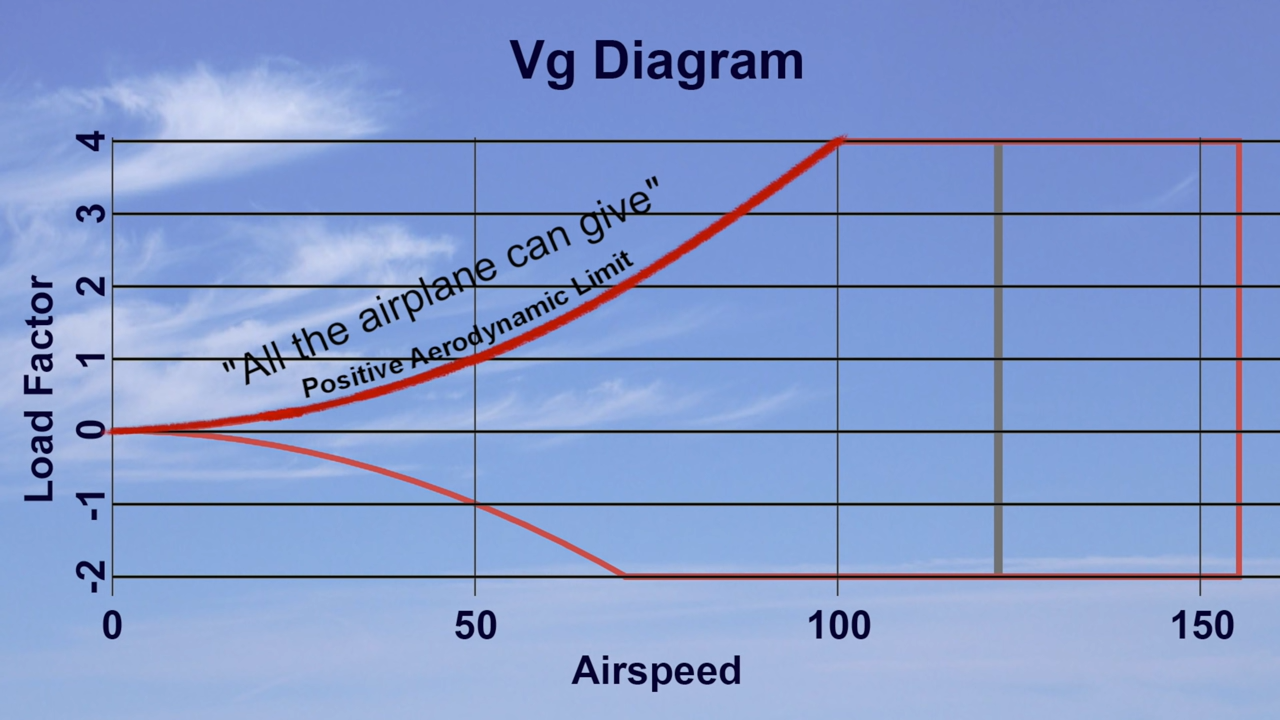 Vg Diagram
4
3
2
1
0
-1
-2
Load Factor
"All the airplane can give"
Positive Aerodynamic Limit
0 50 100 150
Airspeed